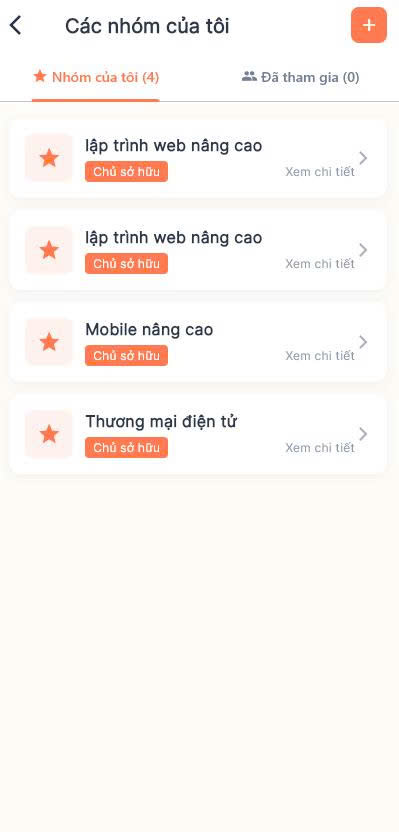 Các nhóm của tôi
Nhóm của tôi (4)
Đã tham gia (0)
lập trình web nâng cao
Chủ sở hữu
Xem chi tiết
lập trình web nâng cao
Chủ sở hữu
Xem chi tiết
Mobile nâng cao
Chủ sở hữu
Xem chi tiết
Thương mại điện tử
Chủ sở hữu
Xem chi tiết